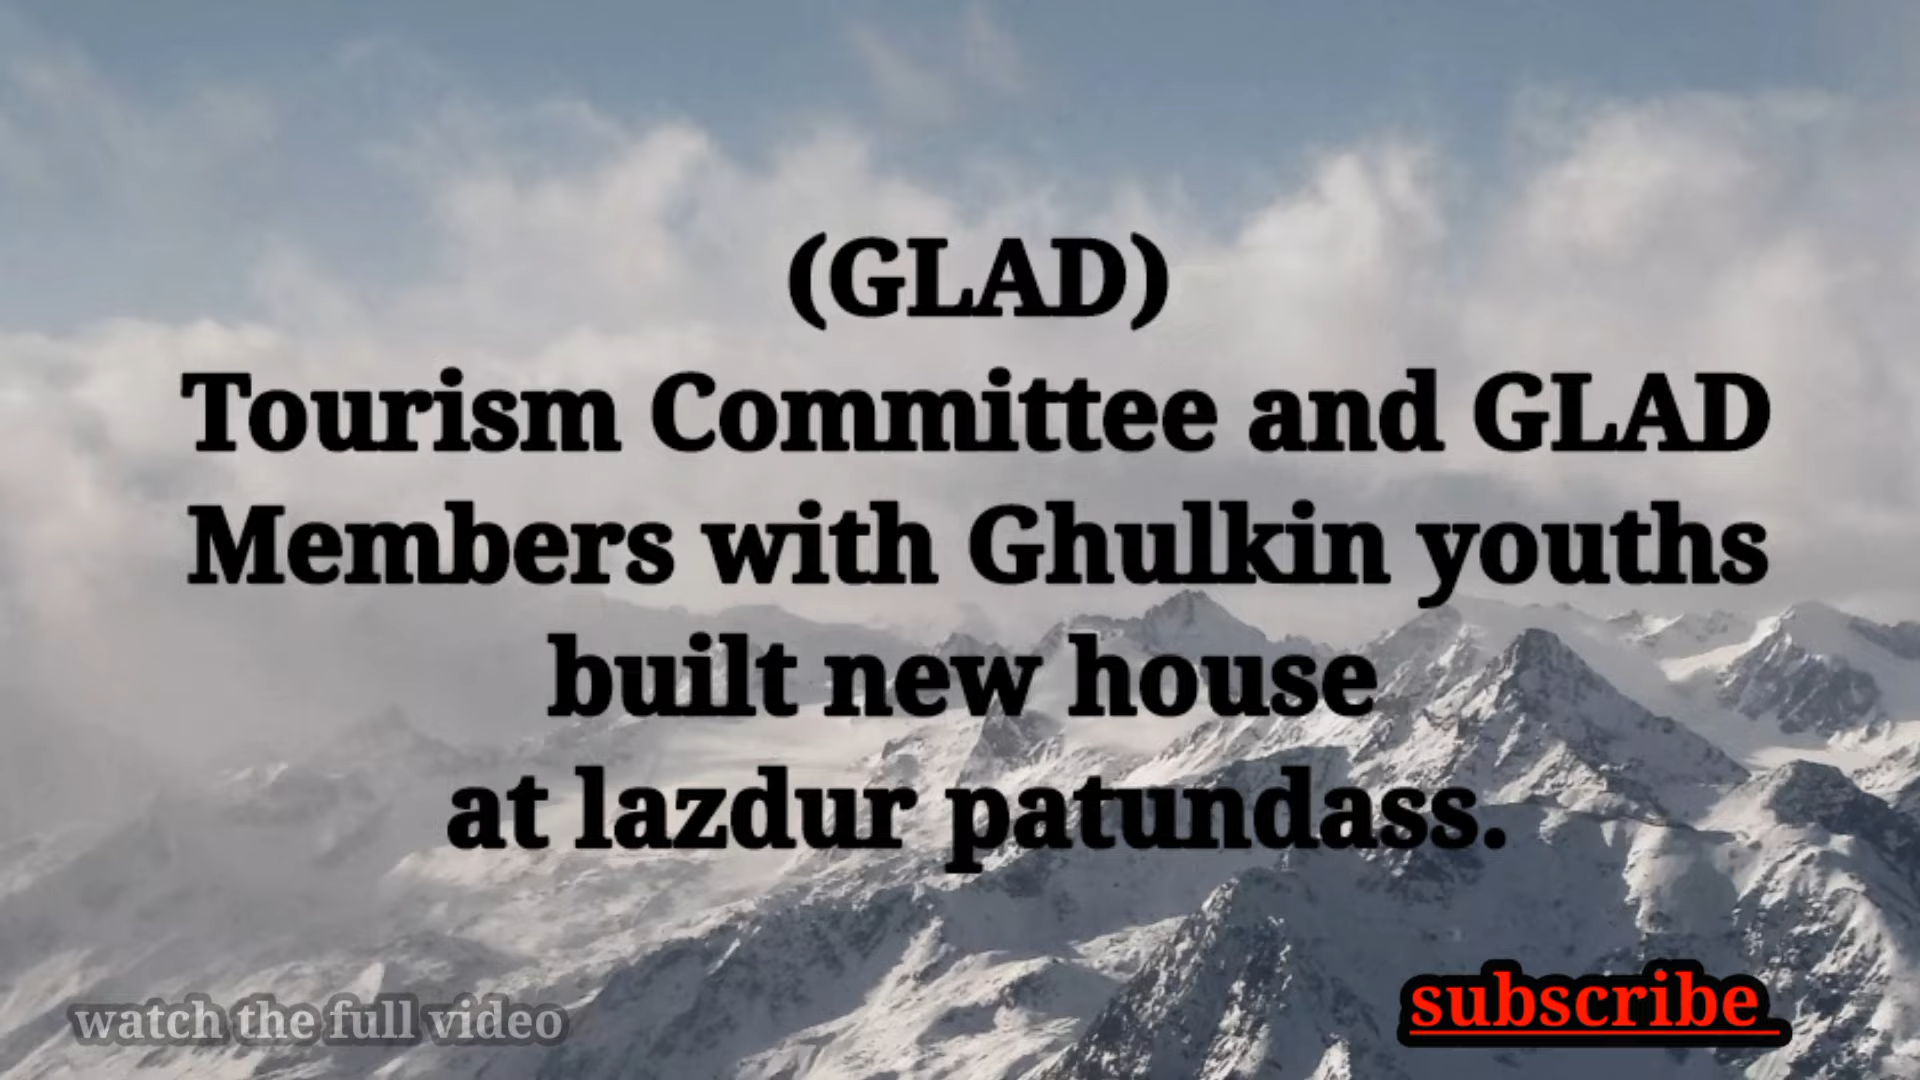 (GLAD)
Tourism Committee and GLAD
Members with Ghulkin youths
built new house
at lazdur patundass.
watch the full video
subscribe